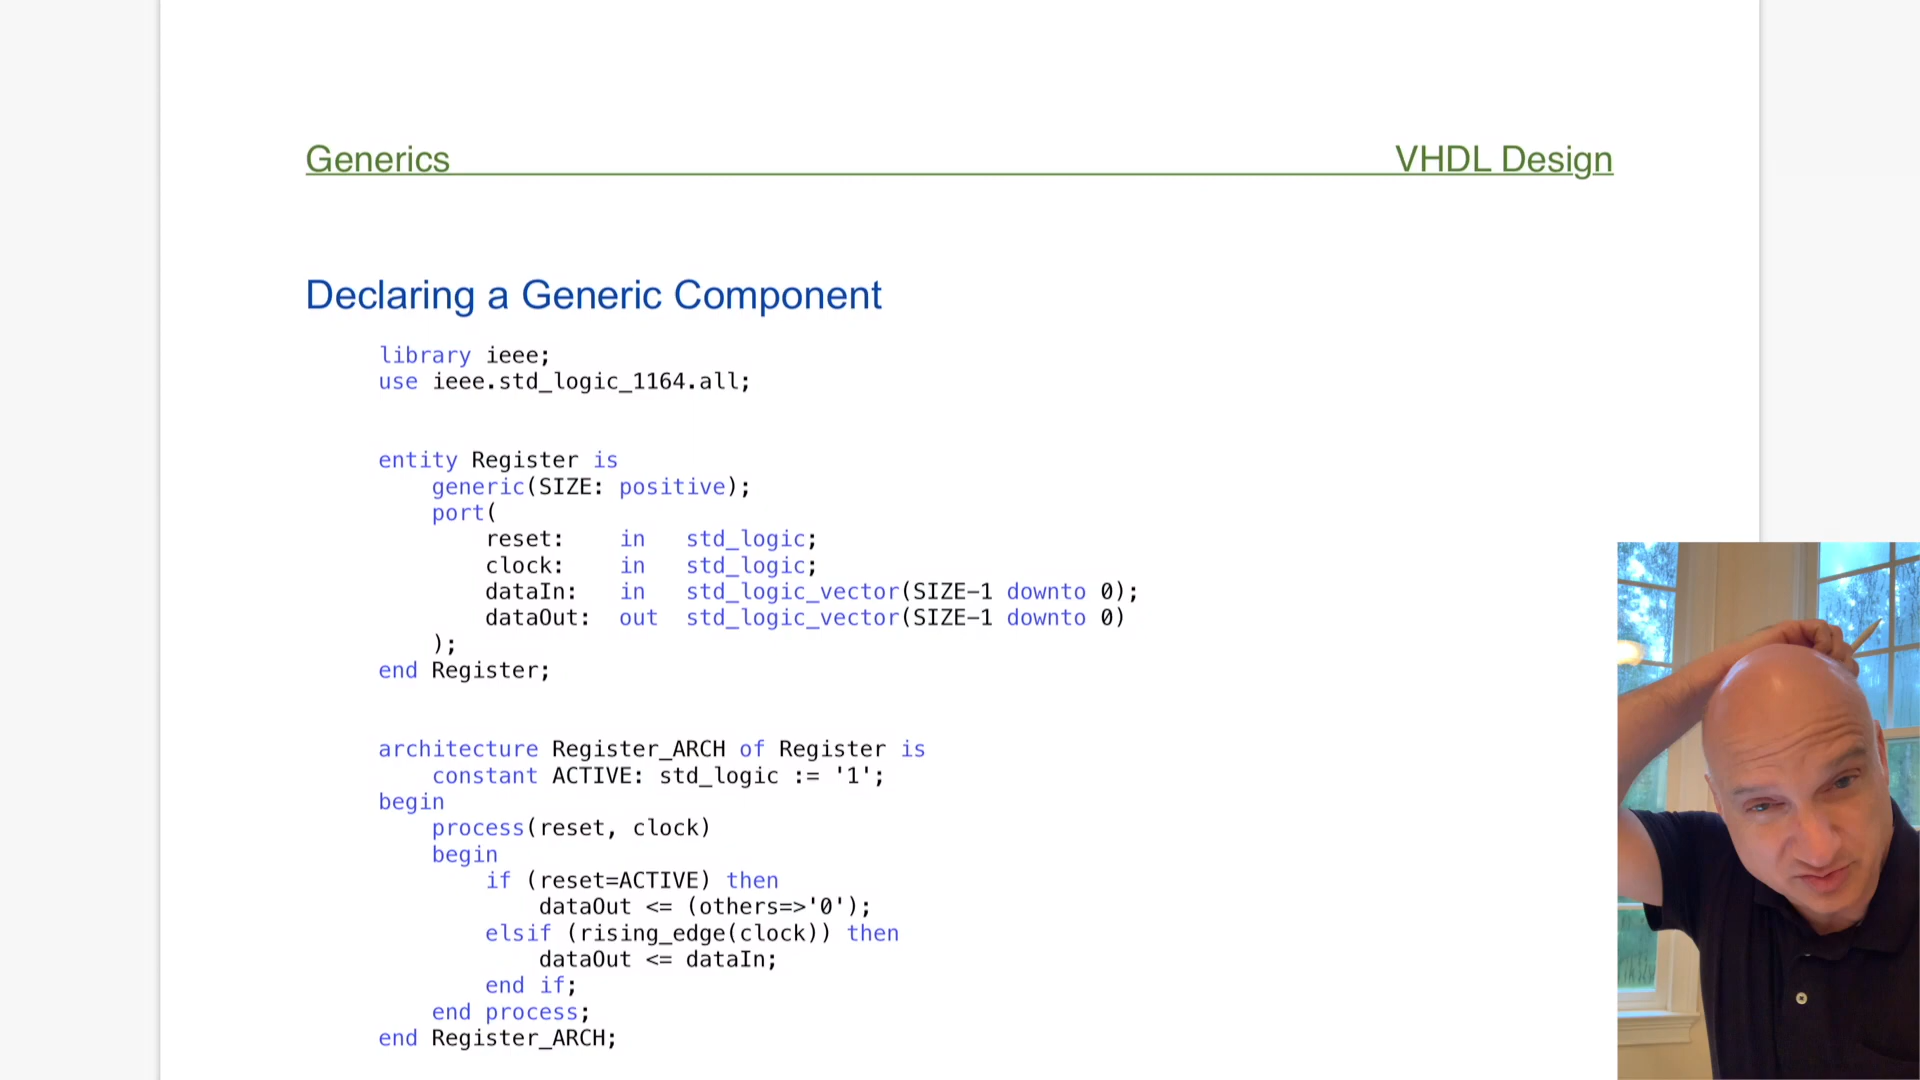 Generics VHDL Design
Declaring a Generic Component
library ieee;
use ieee.std_logic_1164.all;
entity Register is
    generic(SIZE: positive);
    port(
        reset:    in   std_logic;
        clock:    in   std_logic;
        dataIn:   in   std_logic_vector(SIZE-1 downto 0);
        dataOut:  out  std_logic_vector(SIZE-1 downto 0)
    );
end Register;
architecture Register_ARCH of Register is
    constant ACTIVE: std_logic := '1';
begin
    process(reset, clock)
    begin
        if (reset=ACTIVE) then
            dataOut <= (others=>'0');
        elsif (rising_edge(clock)) then
            dataOut <= dataIn;
        end if;
    end process;
end Register_ARCH;